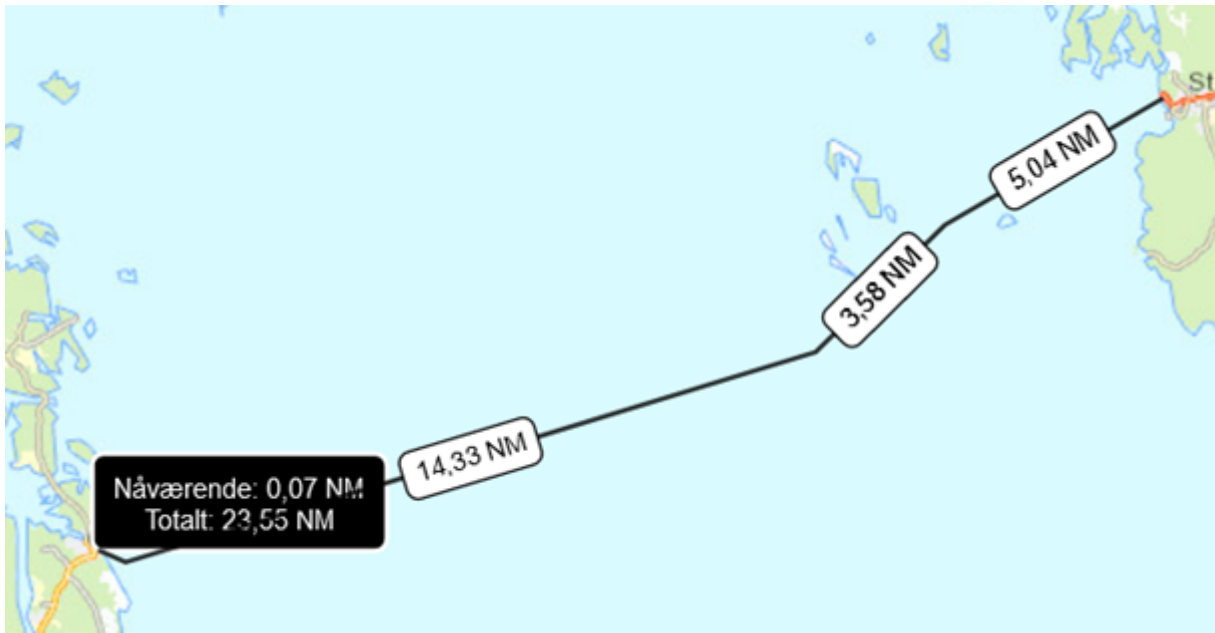 St
5,04 NM
3,58 NM
14,33 NM
Nåværende: 0,07 NM
Totalt: 23,55 NM